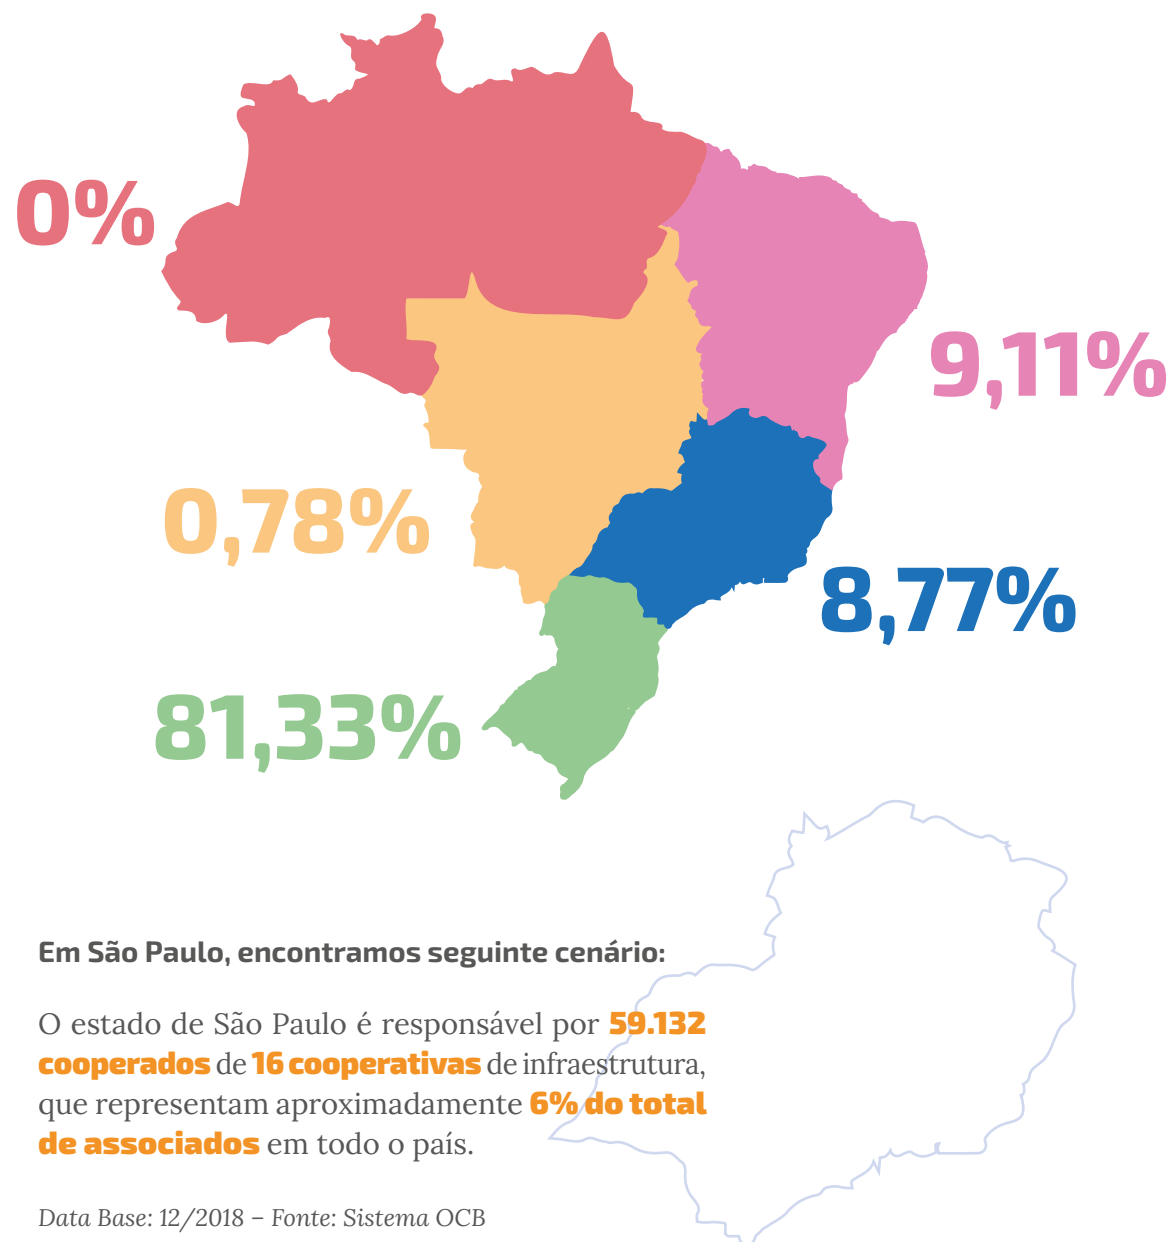 0%
9,11%
0,78%
8,77%
81,33%
Em São Paulo, encontramos seguinte cenário:
O estado de São Paulo é responsável por 59.132
cooperados de 16 cooperativas de infraestrutura,
que representam aproximadamente 6% do total
de associados em todo o país.
Data Base: 12/2018 – Fonte: Sistema OCB